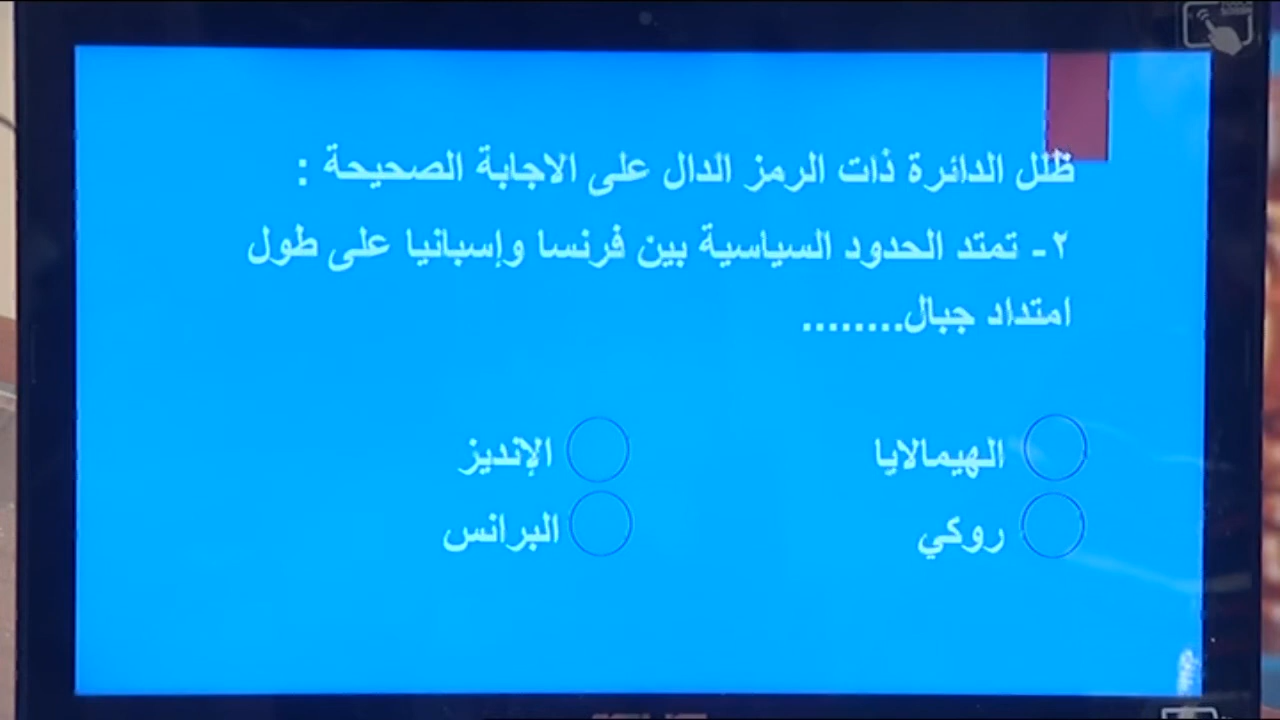 ظلل الدائرة ذات الرمز الدال على الاجابة الصحيحة :
٢- تمتد الحدود السياسية بين فرنسا وإسبانيا على طول
امتداد جبال........
الهيمالايا
الإنديز
روكي
البرانس